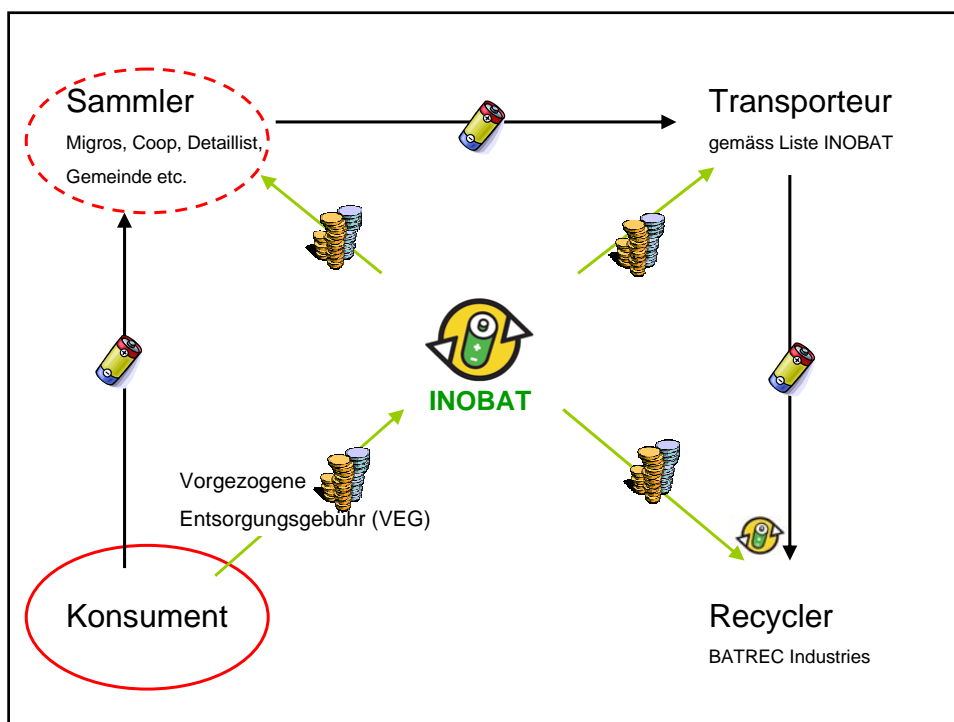 Sammler
Migros, Coop, Detaillist,
Gemeinde etc.
Transporteur
gemäss Liste INOBAT
INOBAT
Vorgezogene
Entsorgungsgebühr (VEG)
Konsument
Recycler
BATREC Industries